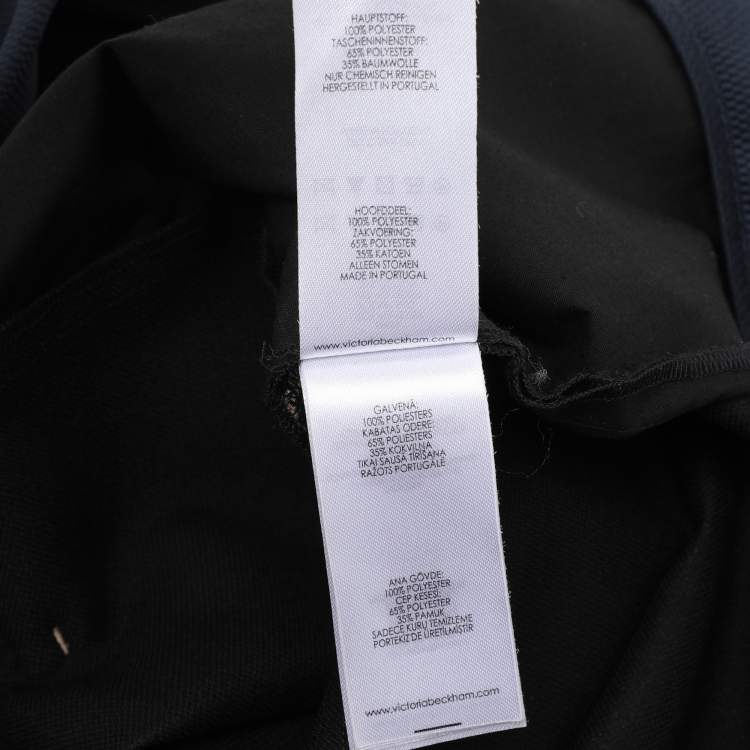 HAUPTSTOFF:
100% POLYESTER
TASCHENINNENSTOFF:
65% POLYESTER
35% BAUMWOLLE
NUR CHEMISCH REINIGEN
HERGESTELLT IN PORTUGAL
HOOFDDEEL:
100% POLYESTER
ZAKVOERING:
65% POLYESTER
35% KATOEN
ALLEEN STOMEN
MADE IN PORTUGAL
www.victoriabeckham.com
GALVENĀ:
100% POLIESTERS
KABATAS ODERE:
65% POLIESTERS
35% KOKVILNA
TIKAI SAUSĀ TĪRĪŠANA
RAŽOTS PORTUGĀLĒ
ANA GÖVDE:
100% POLYESTER
CEP KESESİ:
65% POLYESTER
35% PAMUK
SADECE KURU TEMİZLEME
PORTEKİZ'DE ÜRETİLMİŞTİR
www.victoriabeckham.com